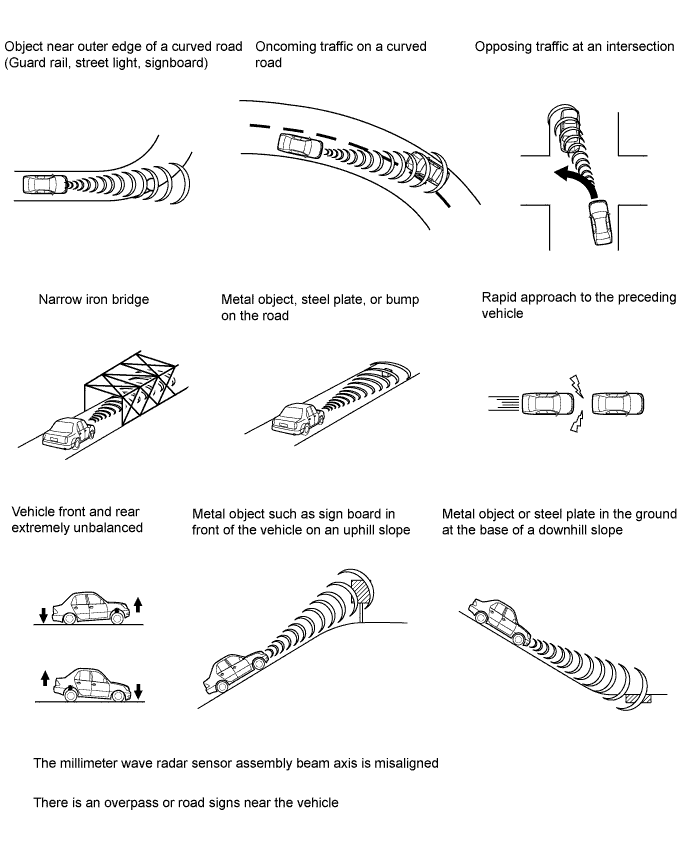 Object near outer edge of a curved road
(Guard rail, street light, signboard)
Oncoming traffic on a curved
road
Opposing traffic at an intersection
Narrow iron bridge
Metal object, steel plate, or bump
on the road
Rapid approach to the preceding
vehicle
Vehicle front and rear
extremely unbalanced
Metal object such as sign board in
front of the vehicle on an uphill slope
Metal object or steel plate in the ground
at the base of a downhill slope
The millimeter wave radar sensor assembly beam axis is misaligned
There is an overpass or road signs near the vehicle